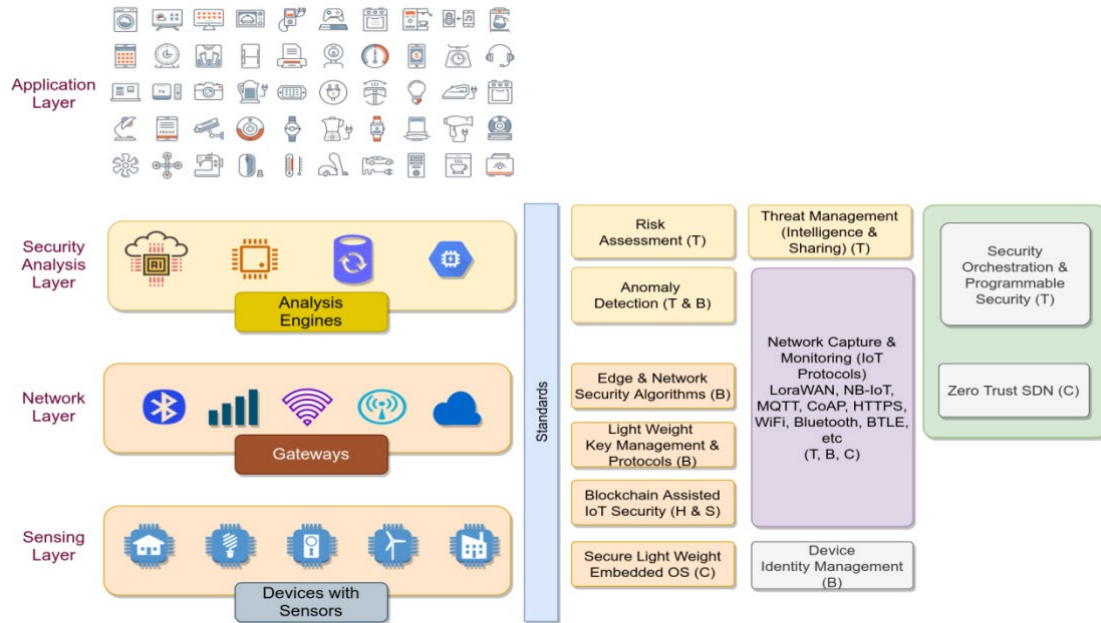 Application
Layer
Security
Analysis
Layer
AI
Analysis
Engines
Network
Layer
Gateways
Sensing
Layer
Devices with
Sensors
Standards
Risk
Assessment (T)
Anomaly
Detection (T & B)
Edge & Network
Security Algorithms (B)
Light Weight
Key Management &
Protocols (B)
Blockchain Assisted
IoT Security (H & S)
Secure Light Weight
Embedded OS (C)
Threat Management
(Intelligence &
Sharing) (T)
Network Capture &
Monitoring (IoT
Protocols)
LoraWAN, NB-IoT,
MQTT, CoAP, HTTPS,
WiFi, Bluetooth, BTLE,
etc
(T, B, C)
Device
Identity Management
(B)
Security
Orchestration &
Programmable
Security (T)
Zero Trust SDN (C)